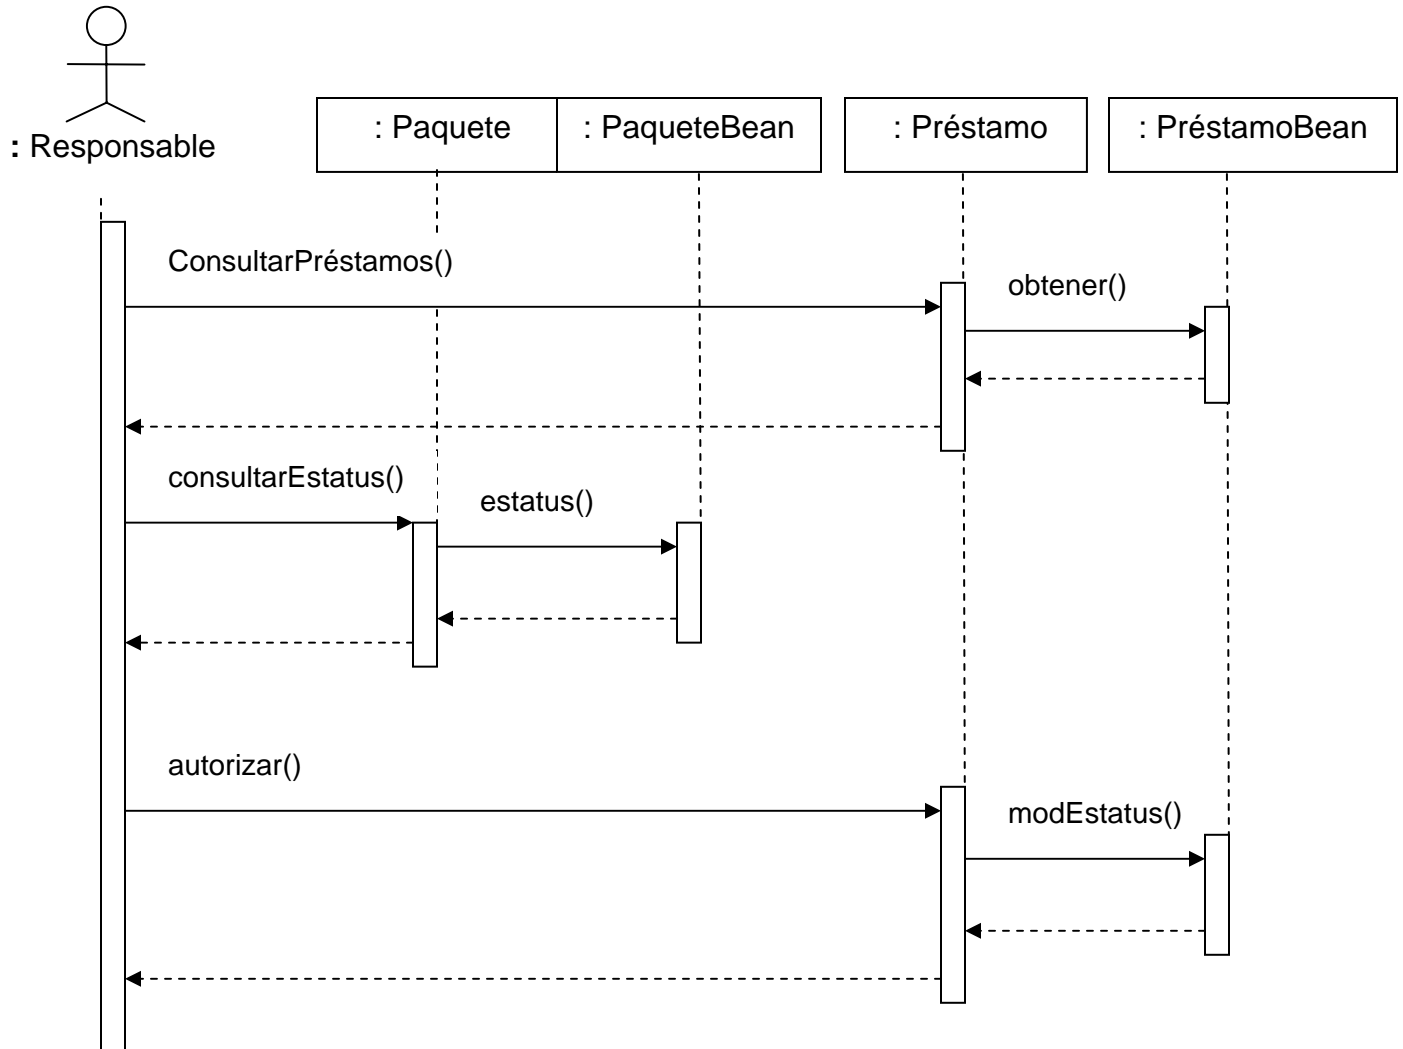 : Responsable
: Paquete
: PaqueteBean
: Préstamo
: PréstamoBean
ConsultarPréstamos()
obtener()
consultarEstatus()
estatus()
autorizar()
modEstatus()